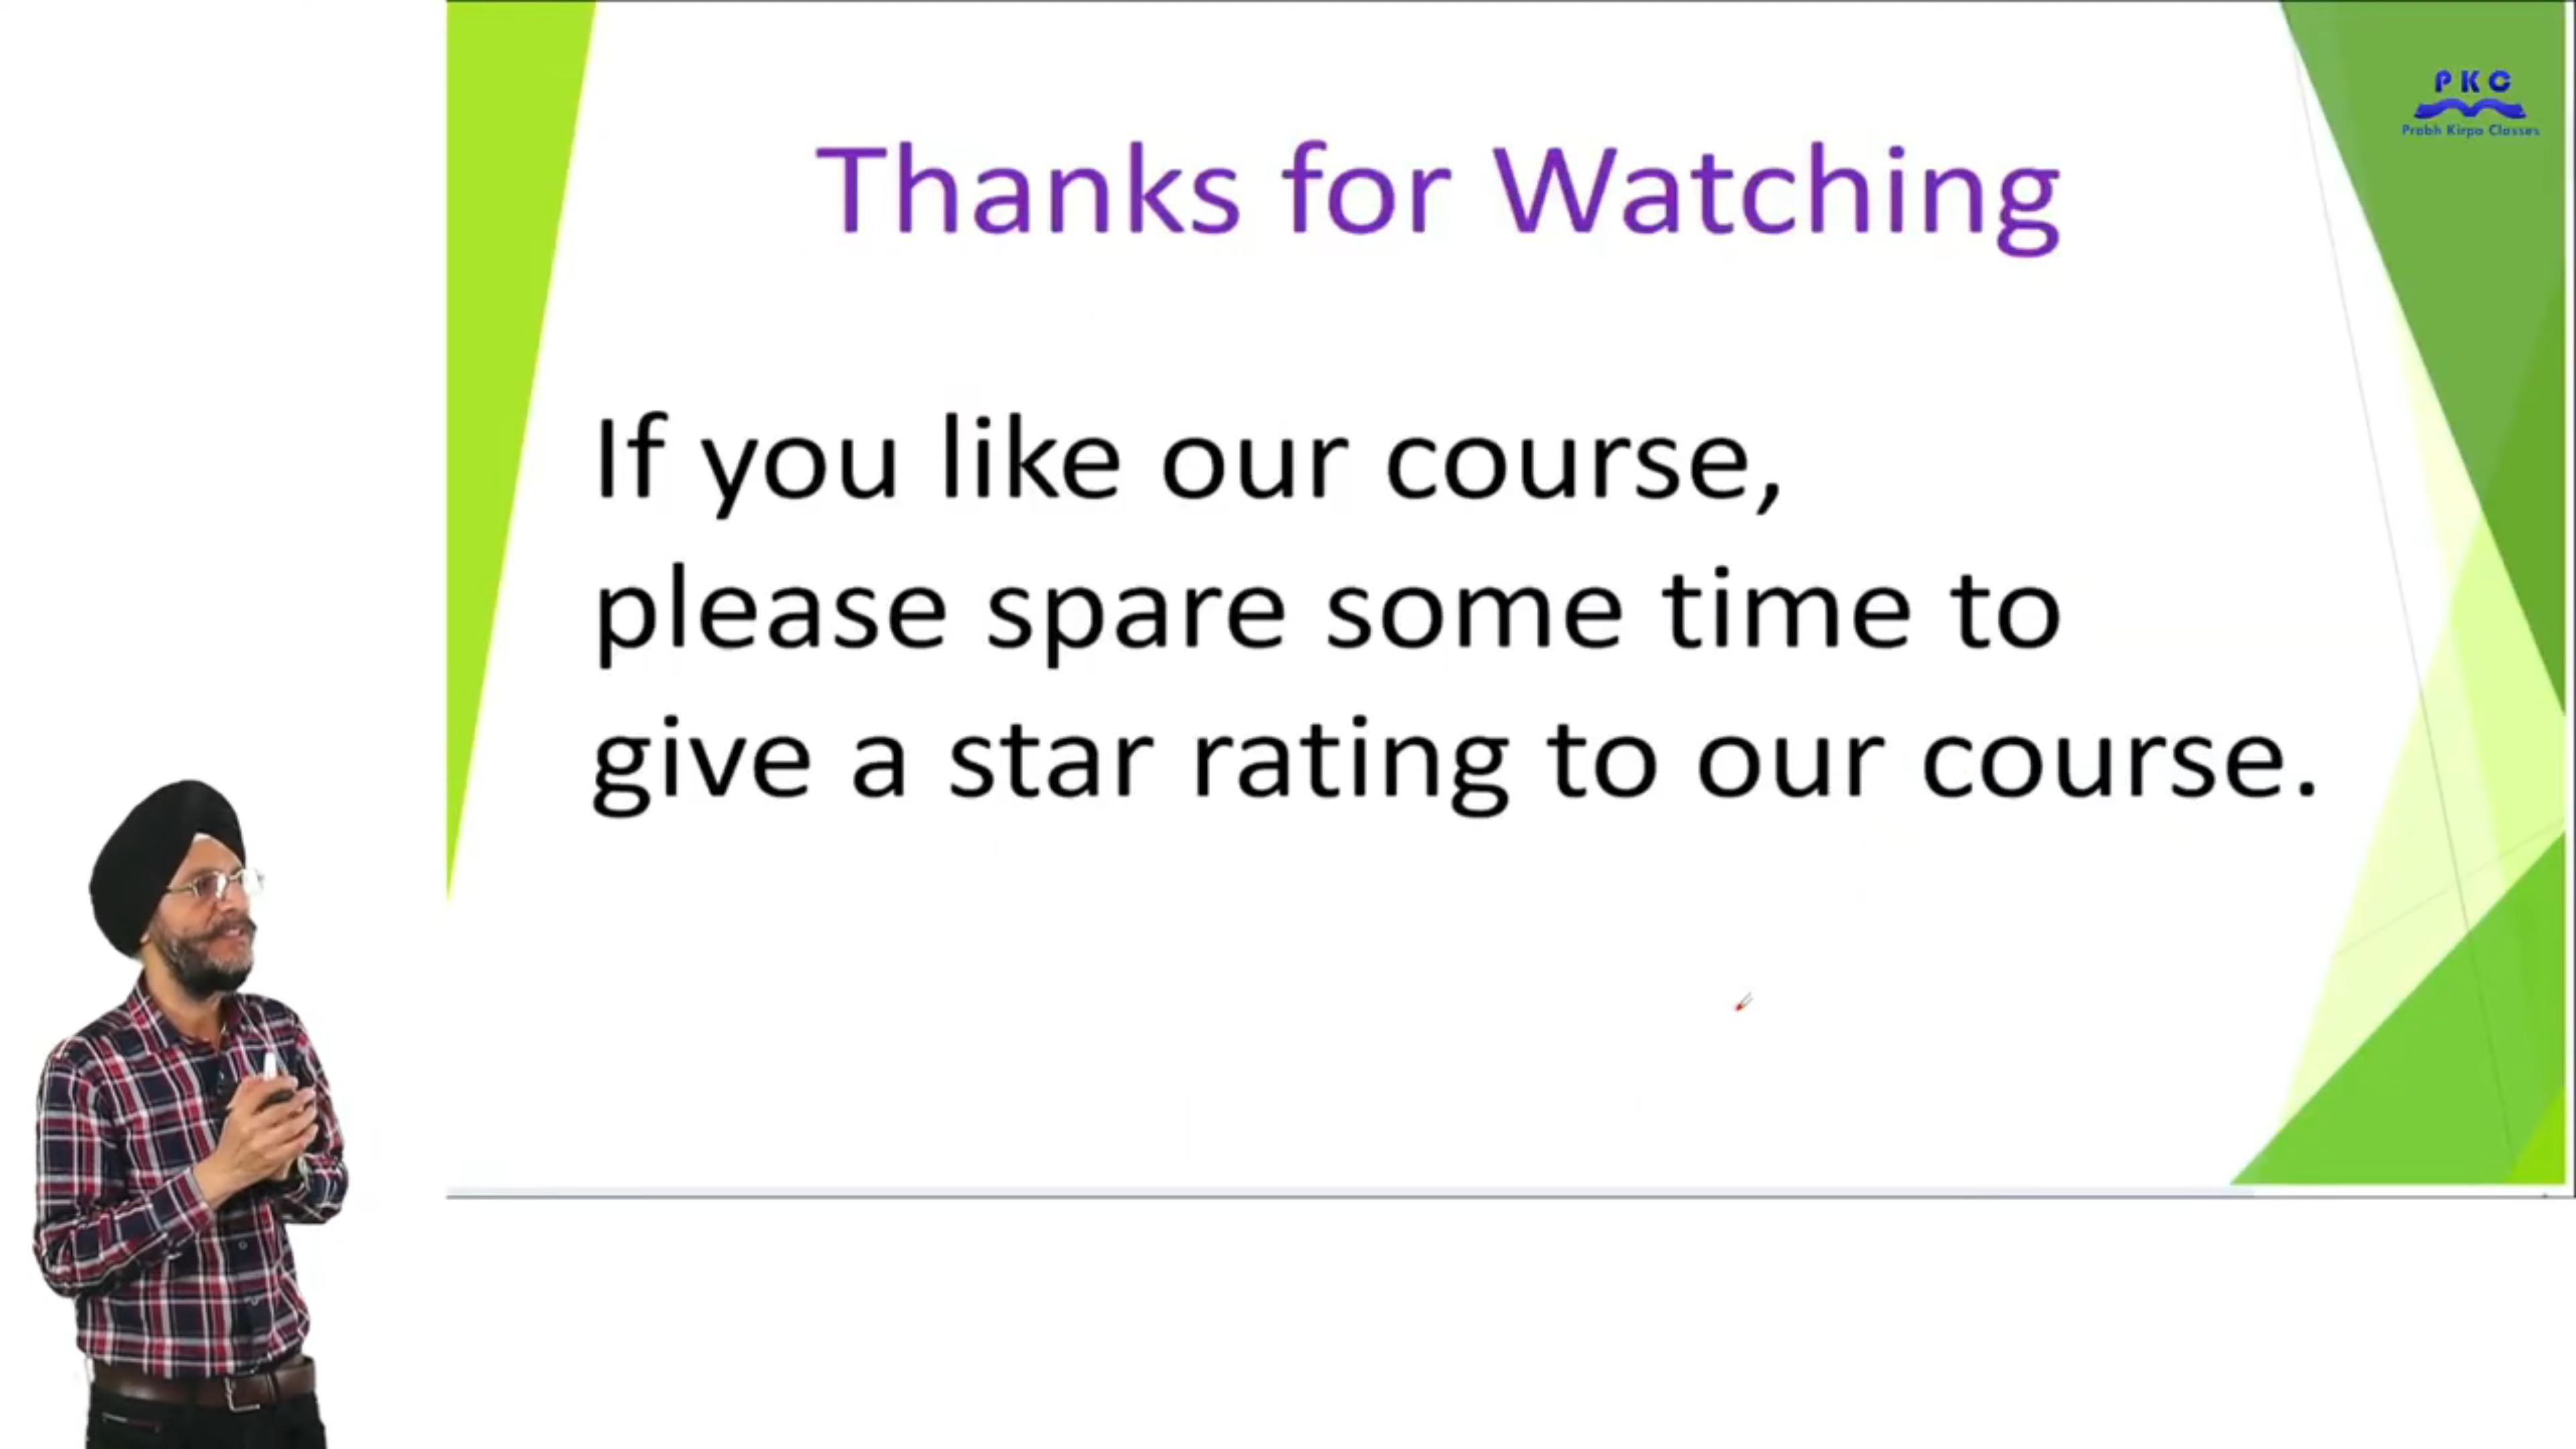 PKC
Prabh Kirpa Classes
Thanks for Watching
If you like our course,
please spare some time to
give a star rating to our course.